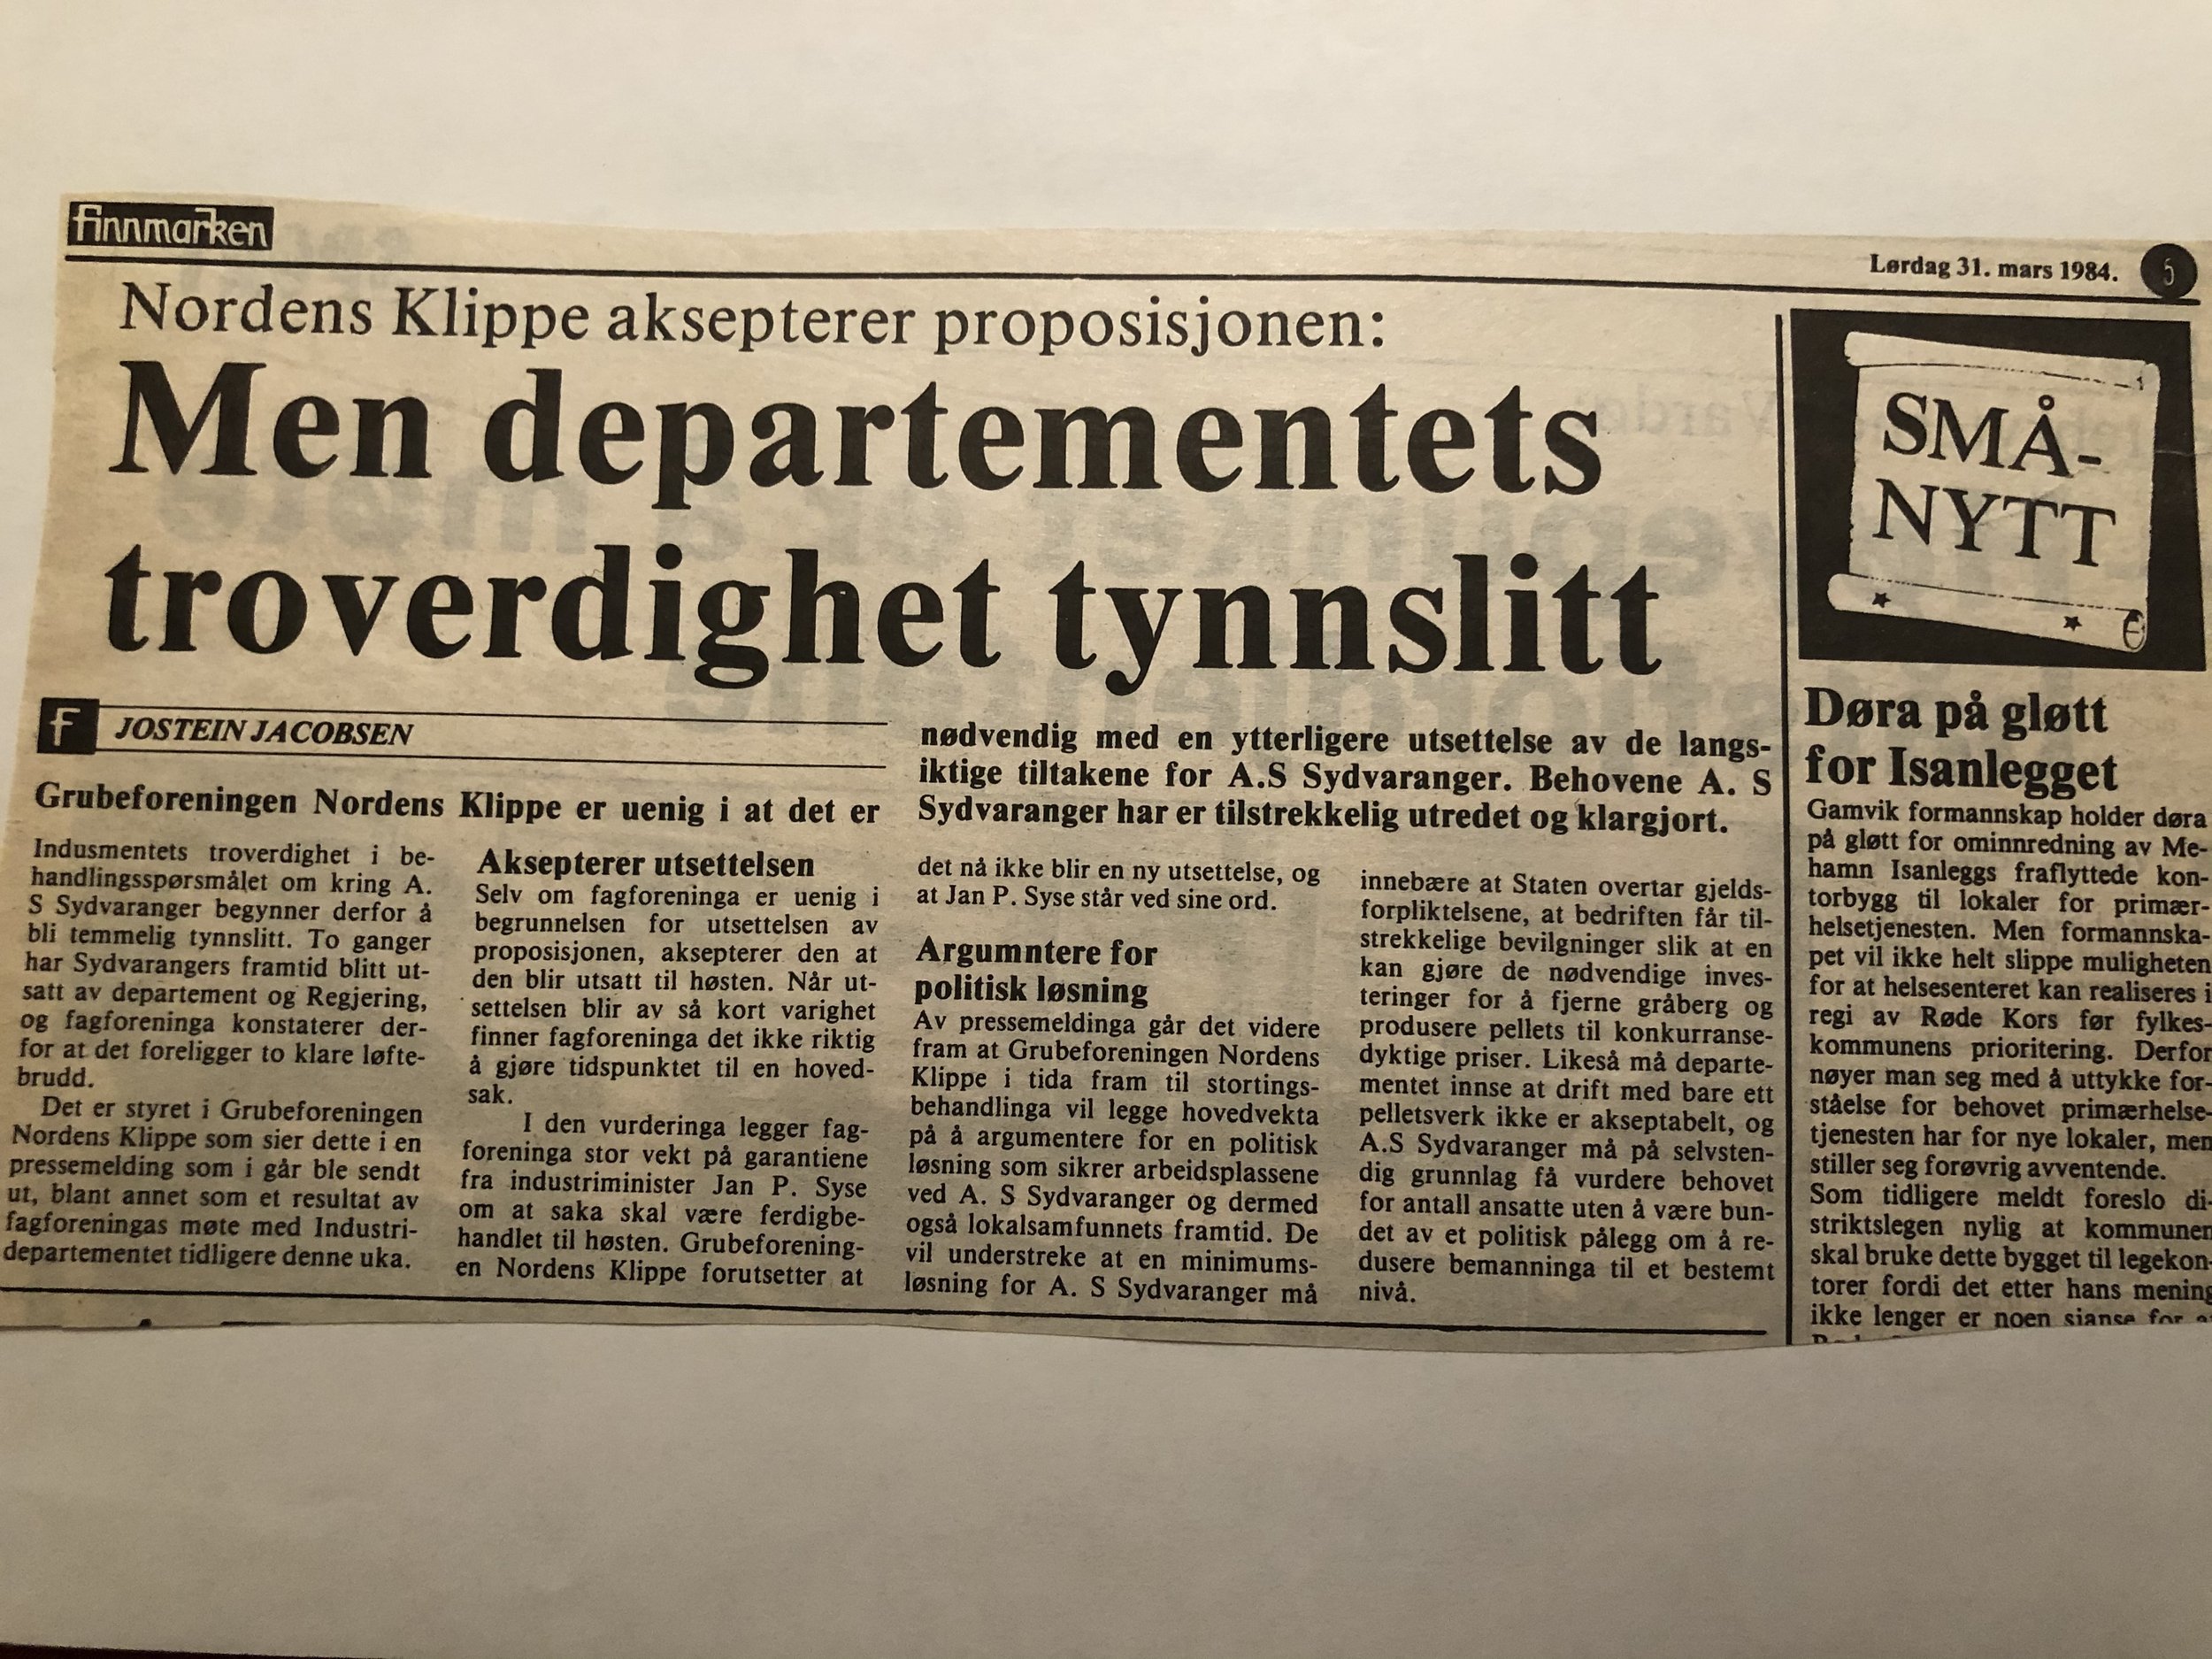 finnmarken
Lørdag 31. mars 1984.
5
Nordens Klippe aksepterer proposisjonen:
Men departementets
troverdighet tynnslitt
f JOSTEIN JACOBSEN
Grubeforeningen Nordens Klippe er uenig i at det er
nødvendig med en ytterligere utsettelse av de langs-
iktige tiltakene for A.S Sydvaranger. Behovene A. S
Sydvaranger har er tilstrekkelig utredet og klargjort.
Indusmentets troverdighet i be-
handlingsspørsmålet om kring A.
S Sydvaranger begynner derfor å
bli temmelig tynnslitt. To ganger
har Sydvarangers framtid blitt ut-
satt av departement og Regjering,
og fagforeninga konstaterer der-
for at det foreligger to klare løfte-
brudd.
Det er styret i Grubeforeningen
Nordens Klippe som sier dette i en
pressemelding som i går ble sendt
ut, blant annet som et resultat av
fagforeningas møte med Industri-
departementet tidligere denne uka.
Aksepterer utsettelsen
Selv om fagforeninga er uenig i
begrunnelsen for utsettelsen av
proposisjonen, aksepterer den at
den blir utsatt til høsten. Når ut-
settelsen blir av så kort varighet
finner fagforeninga det ikke riktig
å gjøre tidspunktet til en hoved-
sak.
I den vurderinga legger fag-
foreninga stor vekt på garantiene
fra industriminister Jan P. Syse
om at saka skal være ferdigbe-
handlet til høsten. Grubeforening-
en Nordens Klippe forutsetter at
det nå ikke blir en ny utsettelse, og
at Jan P. Syse står ved sine ord.
Argumntere for
politisk løsning
Av pressemeldinga går det videre
fram at Grubeforeningen Nordens
Klippe i tida fram til stortings-
behandlinga vil legge hovedvekta
på å argumentere for en politisk
løsning som sikrer arbeidsplassene
ved A. S Sydvaranger og dermed
også lokalsamfunnets framtid. De
vil understreke at en minimums-
løsning for A. S Sydvaranger må
innebære at Staten overtar gjelds-
forpliktelsene, at bedriften får til-
strekkelige bevilgninger slik at en
kan gjøre de nødvendige inves-
teringer for å fjerne gråberg og
produsere pellets til konkurranse-
dyktige priser. Likeså må departe-
mentet innse at drift med bare ett
pelletsverk ikke er akseptabelt, og
A.S Sydvaranger må på selvsten-
dig grunnlag få vurdere behovet
for antall ansatte uten å være bun-
det av et politisk pålegg om å re-
dusere bemanninga til et bestemt
nivå.
SMÅ-
NYTT
Døra på gløtt
for Isanlegget
Gamvik formannskap holder døra
på gløtt for ominnredning av Me-
hamn Isanleggs fraflyttede kon-
torbygg til lokaler for primær-
helsetjenesten. Men formannska-
pet vil ikke helt slippe muligheten
for at helsesenteret kan realiseres i
regi av Røde Kors før fylkes-
kommunens prioritering. Derfor
nøyer man seg med å uttykke for-
ståelse for behovet primærhelse-
tjenesten har for nye lokaler, men
stiller seg forøvrig avventende.
Som tidligere meldt foreslo di-
striktslegen nylig at kommunen
skal bruke dette bygget til legekon-
torer fordi det etter hans mening
ikke lenger er noen sjanse for